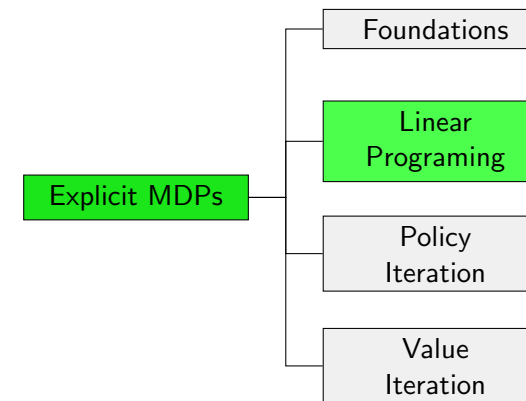 Foundations
Linear
Programing
Explicit MDPs
Policy
Iteration
Value
Iteration